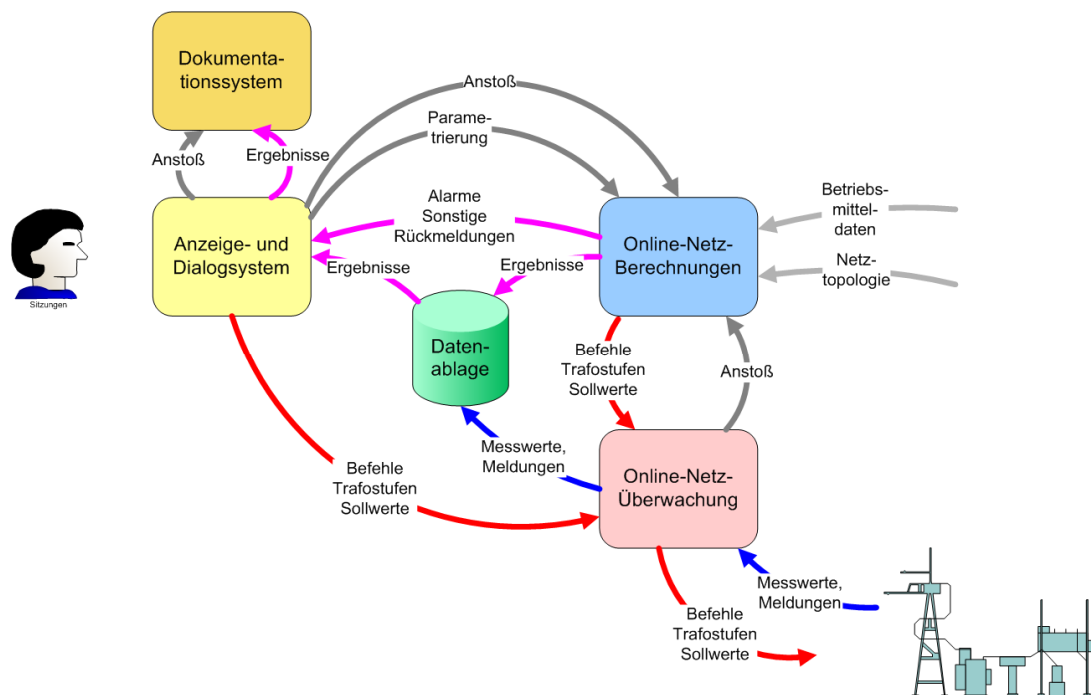 Dokumenta-
tionssystem
Anstoß
Ergebnisse
Anstoß
Parame-
trierung
Anzeige- und
Dialogsystem
Alarme
Sonstige
Rückmeldungen
Online-Netz-
Berechnungen
Betriebs-
mittel-
daten
Netz-
topologie
Ergebnisse
Ergebnisse
Sitzungen
Daten-
ablage
Befehle
Trafostufen
Sollwerte
Anstoß
Messwerte,
Meldungen
Befehle
Trafostufen
Sollwerte
Online-Netz-
Überwachung
Messwerte,
Meldungen
Befehle
Trafostufen
Sollwerte